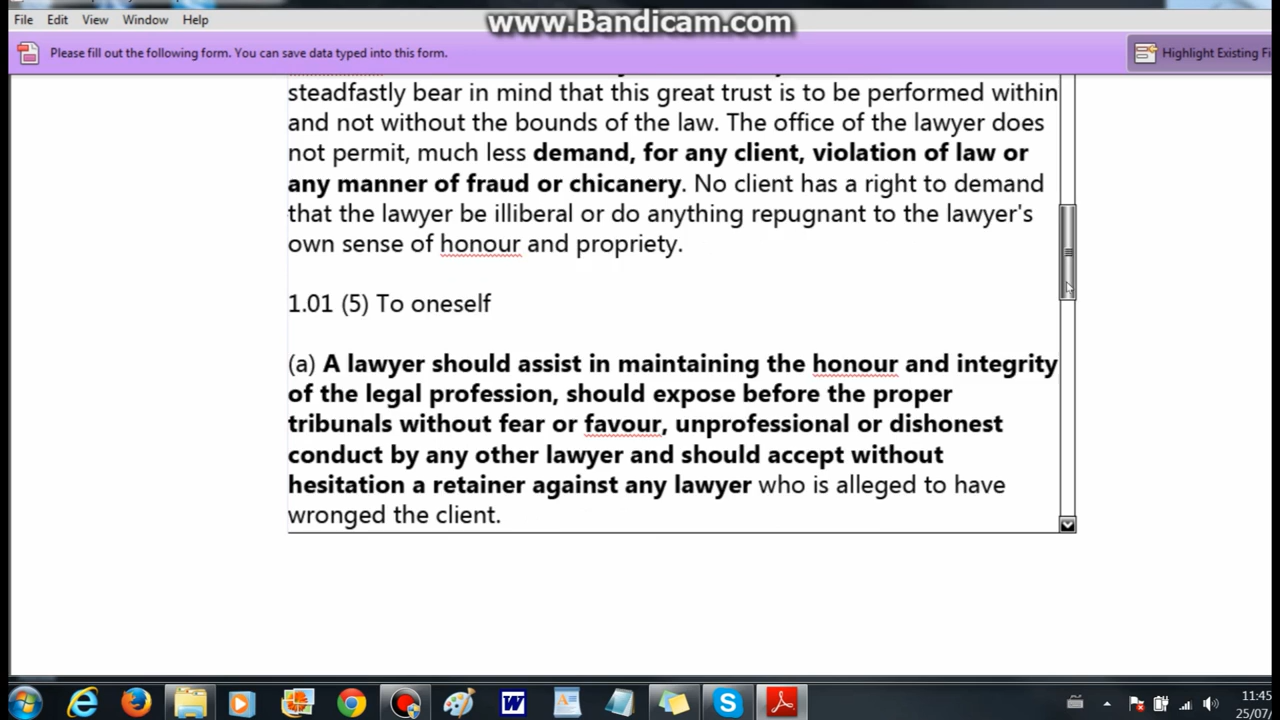 www.Bandicam.com
File Edit View Window Help
Please fill out the following form. You can save data typed into this form.
Highlight Existing Fi
steadfastly bear in mind that this great trust is to be performed within
and not without the bounds of the law. The office of the lawyer does
not permit, much less demand, for any client, violation of law or
any manner of fraud or chicanery. No client has a right to demand
that the lawyer be illiberal or do anything repugnant to the lawyer's
own sense of honour and propriety.
1.01 (5) To oneself
(a) A lawyer should assist in maintaining the honour and integrity
of the legal profession, should expose before the proper
tribunals without fear or favour, unprofessional or dishonest
conduct by any other lawyer and should accept without
hesitation a retainer against any lawyer who is alleged to have
wronged the client.
11:45
25/07/